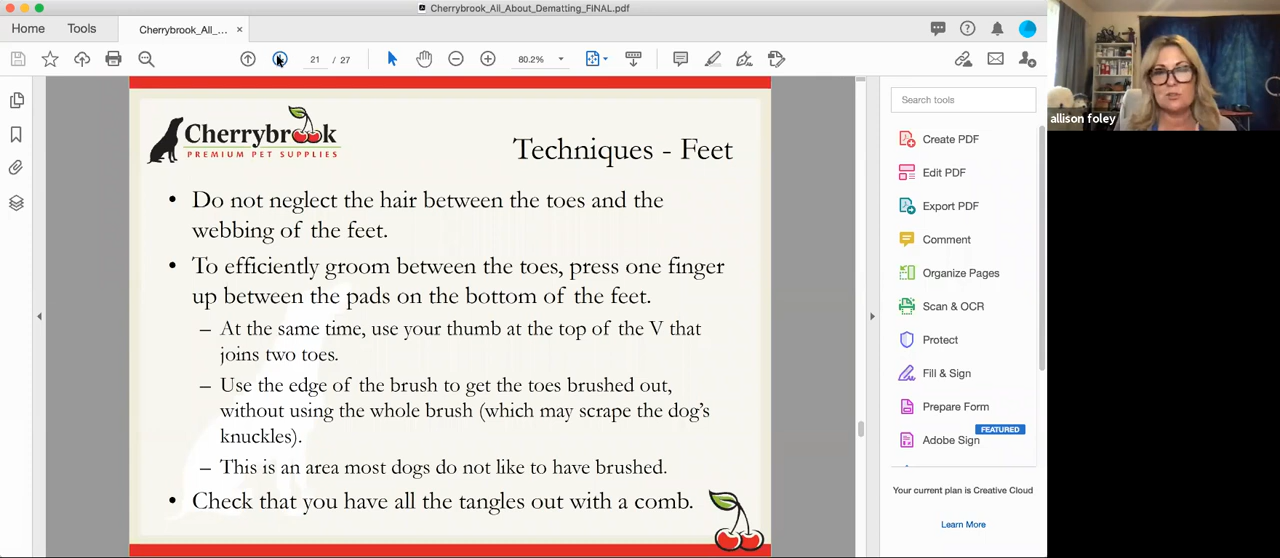 Cherrybrook_All_About_Dematting_FINAL.pdf
Home
Tools
Cherrybrook_All_...
21 / 27
80.2%
allison foley
Cherrybrook
PREMIUM PET SUPPLIES
Techniques - Feet
• Do not neglect the hair between the toes and the
webbing of the feet.
• To efficiently groom between the toes, press one finger
up between the pads on the bottom of the feet.
– At the same time, use your thumb at the top of the V that
joins two toes.
– Use the edge of the brush to get the toes brushed out,
without using the whole brush (which may scrape the dog's
knuckles).
– This is an area most dogs do not like to have brushed.
• Check that you have all the tangles out with a comb.
Search tools
Create PDF
Edit PDF
Export PDF
Comment
Organize Pages
Scan & OCR
Protect
Fill & Sign
Prepare Form
FEATURED
Adobe Sign
Your current plan is Creative Cloud
Learn More